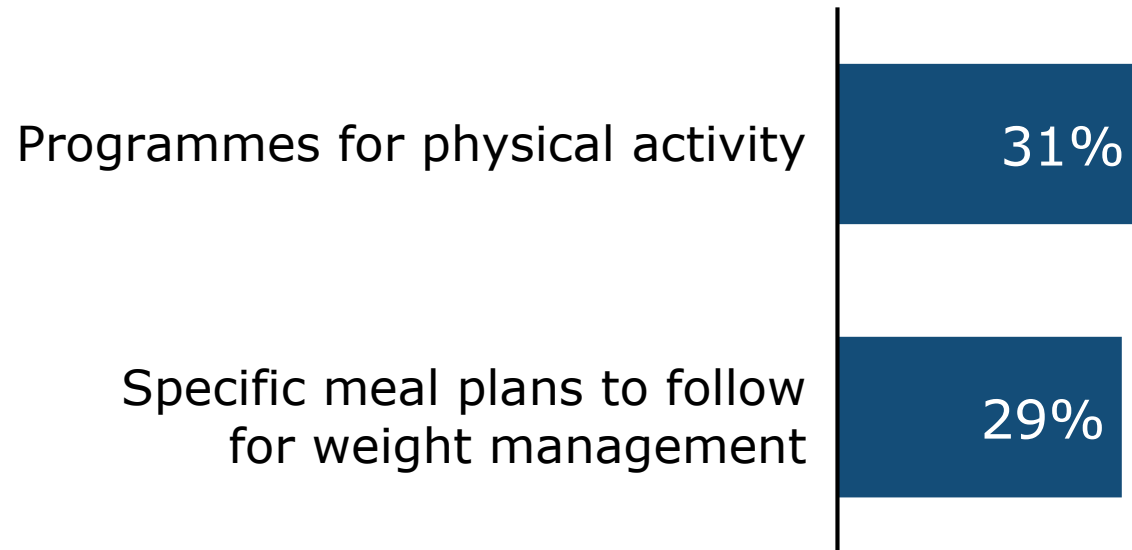 Programmes for physical activity
31%
Specific meal plans to follow
for weight management
29%